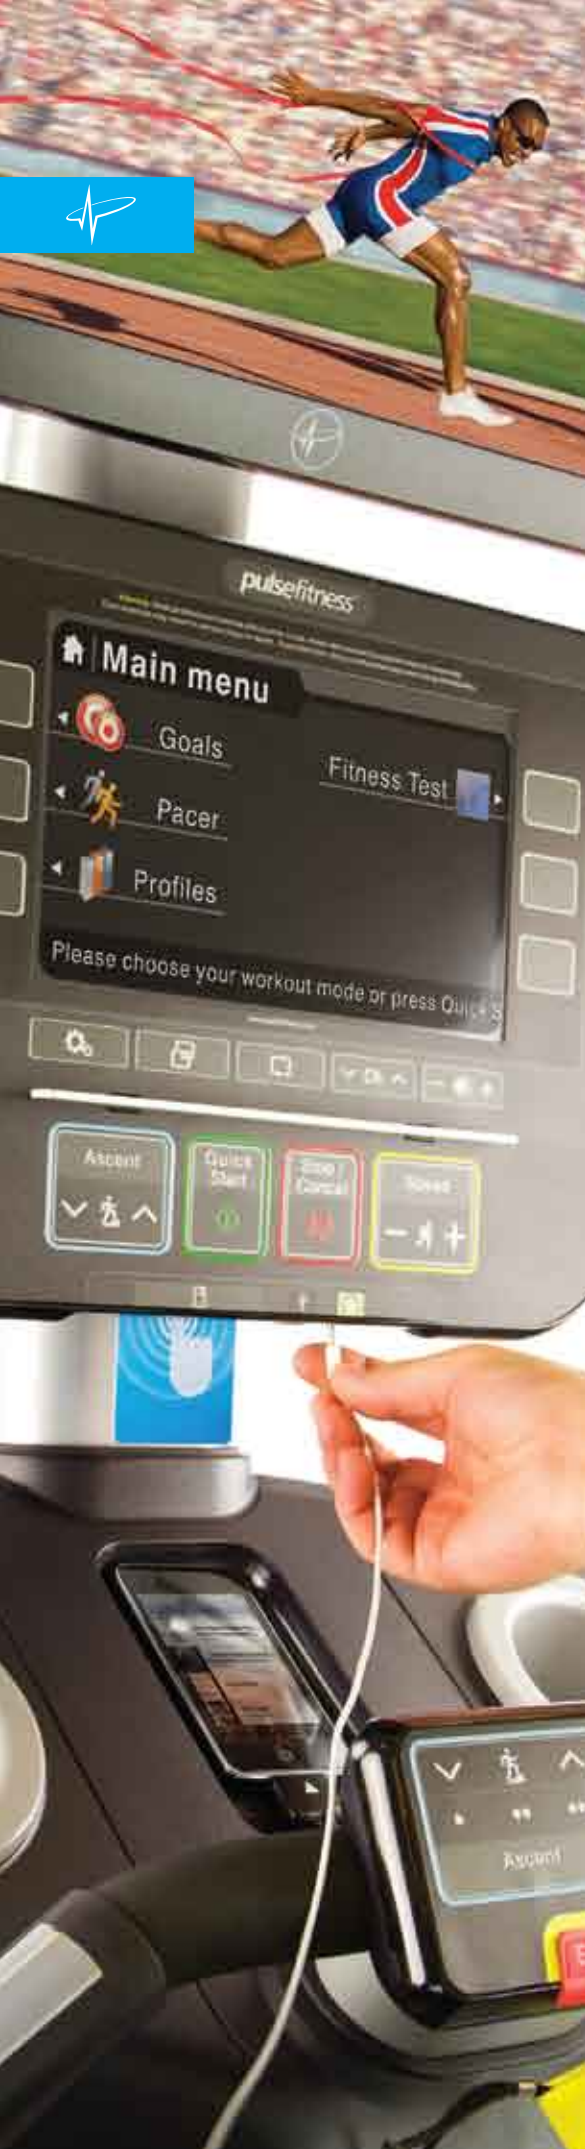 pulsefitness
Main menu
Goals
Fitness Test
Pacer
Profiles
Please choose your workout mode or press Quick S
Ascent
Quick
Start
Stop /
Cancel
Speed
Ascent
E